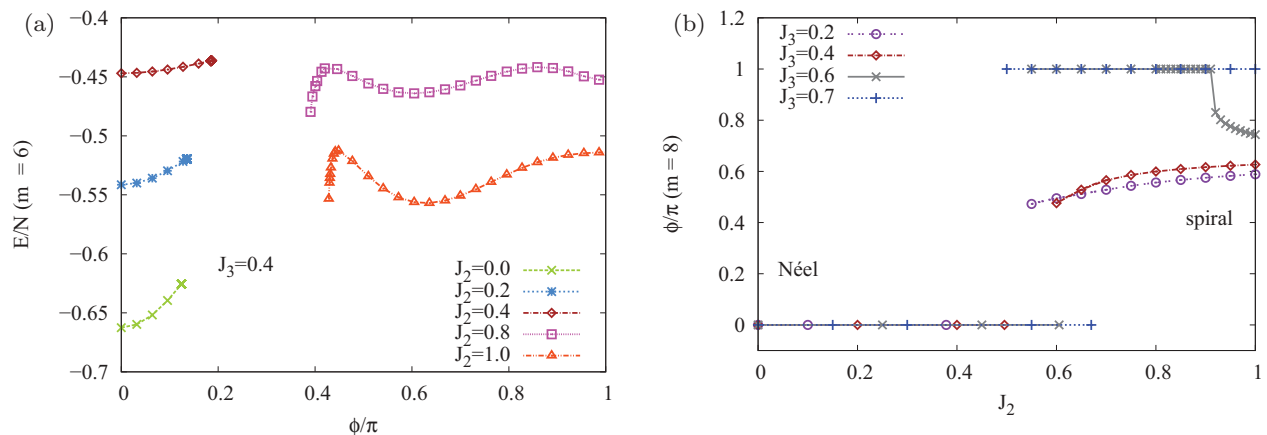 (a)
E/N (m = 6)
−0.4
−0.45
−0.5
−0.55
−0.6
−0.65
−0.7
J₃=0.4
J₂=0.0
J₂=0.2
J₂=0.4
J₂=0.8
J₂=1.0
0 0.2 0.4 0.6 0.8 1
ϕ/π
(b)
ϕ/π (m = 8)
J₃=0.2
J₃=0.4
J₃=0.6
J₃=0.7
1.2
1
0.8
0.6
0.4
0.2
0
spiral
Néel
0 0.2 0.4 0.6 0.8 1
J₂